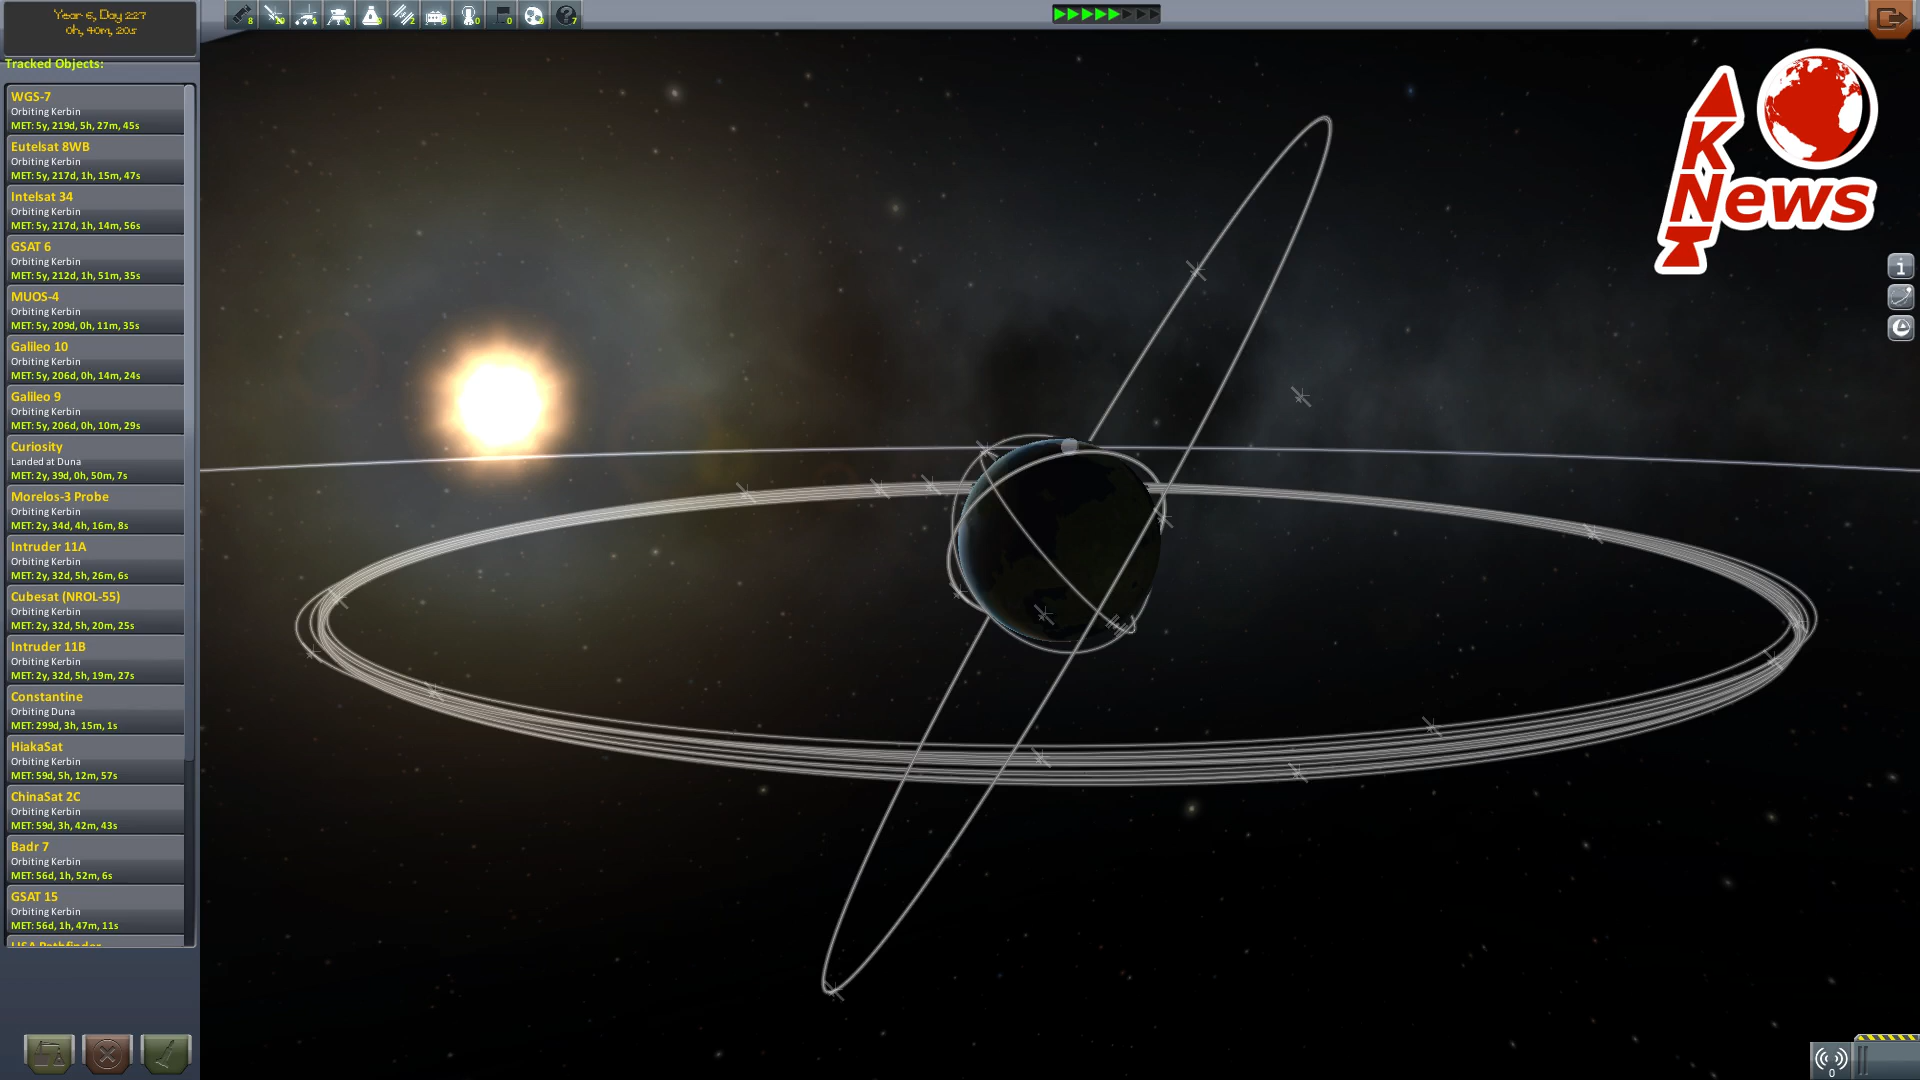 Year 6, Day 227
0h, 40m, 20s
Tracked Objects:
WGS-7
Orbiting Kerbin
MET: 5y, 219d, 5h, 27m, 45s
Eutelsat 8WB
Orbiting Kerbin
MET: 5y, 217d, 1h, 15m, 47s
Intelsat 34
Orbiting Kerbin
MET: 5y, 217d, 1h, 14m, 56s
GSAT 6
Orbiting Kerbin
MET: 5y, 212d, 1h, 51m, 35s
MUOS-4
Orbiting Kerbin
MET: 5y, 209d, 0h, 11m, 35s
Galileo 10
Orbiting Kerbin
MET: 5y, 206d, 0h, 14m, 24s
Galileo 9
Orbiting Kerbin
MET: 5y, 206d, 0h, 10m, 29s
Curiosity
Landed at Duna
MET: 2y, 39d, 0h, 50m, 7s
Morelos-3 Probe
Orbiting Kerbin
MET: 2y, 34d, 4h, 16m, 8s
Intruder 11A
Orbiting Kerbin
MET: 2y, 32d, 5h, 26m, 6s
Cubesat (NROL-55)
Orbiting Kerbin
MET: 2y, 32d, 5h, 20m, 25s
Intruder 11B
Orbiting Kerbin
MET: 2y, 32d, 5h, 19m, 27s
Constantine
Orbiting Duna
MET: 299d, 3h, 15m, 1s
HiakaSat
Orbiting Kerbin
MET: 59d, 5h, 12m, 57s
ChinaSat 2C
Orbiting Kerbin
MET: 59d, 3h, 42m, 43s
Badr 7
Orbiting Kerbin
MET: 56d, 1h, 52m, 6s
GSAT 15
Orbiting Kerbin
MET: 56d, 1h, 47m, 11s
LISA Pathfinder
8
2
0
0
7
K
News
0